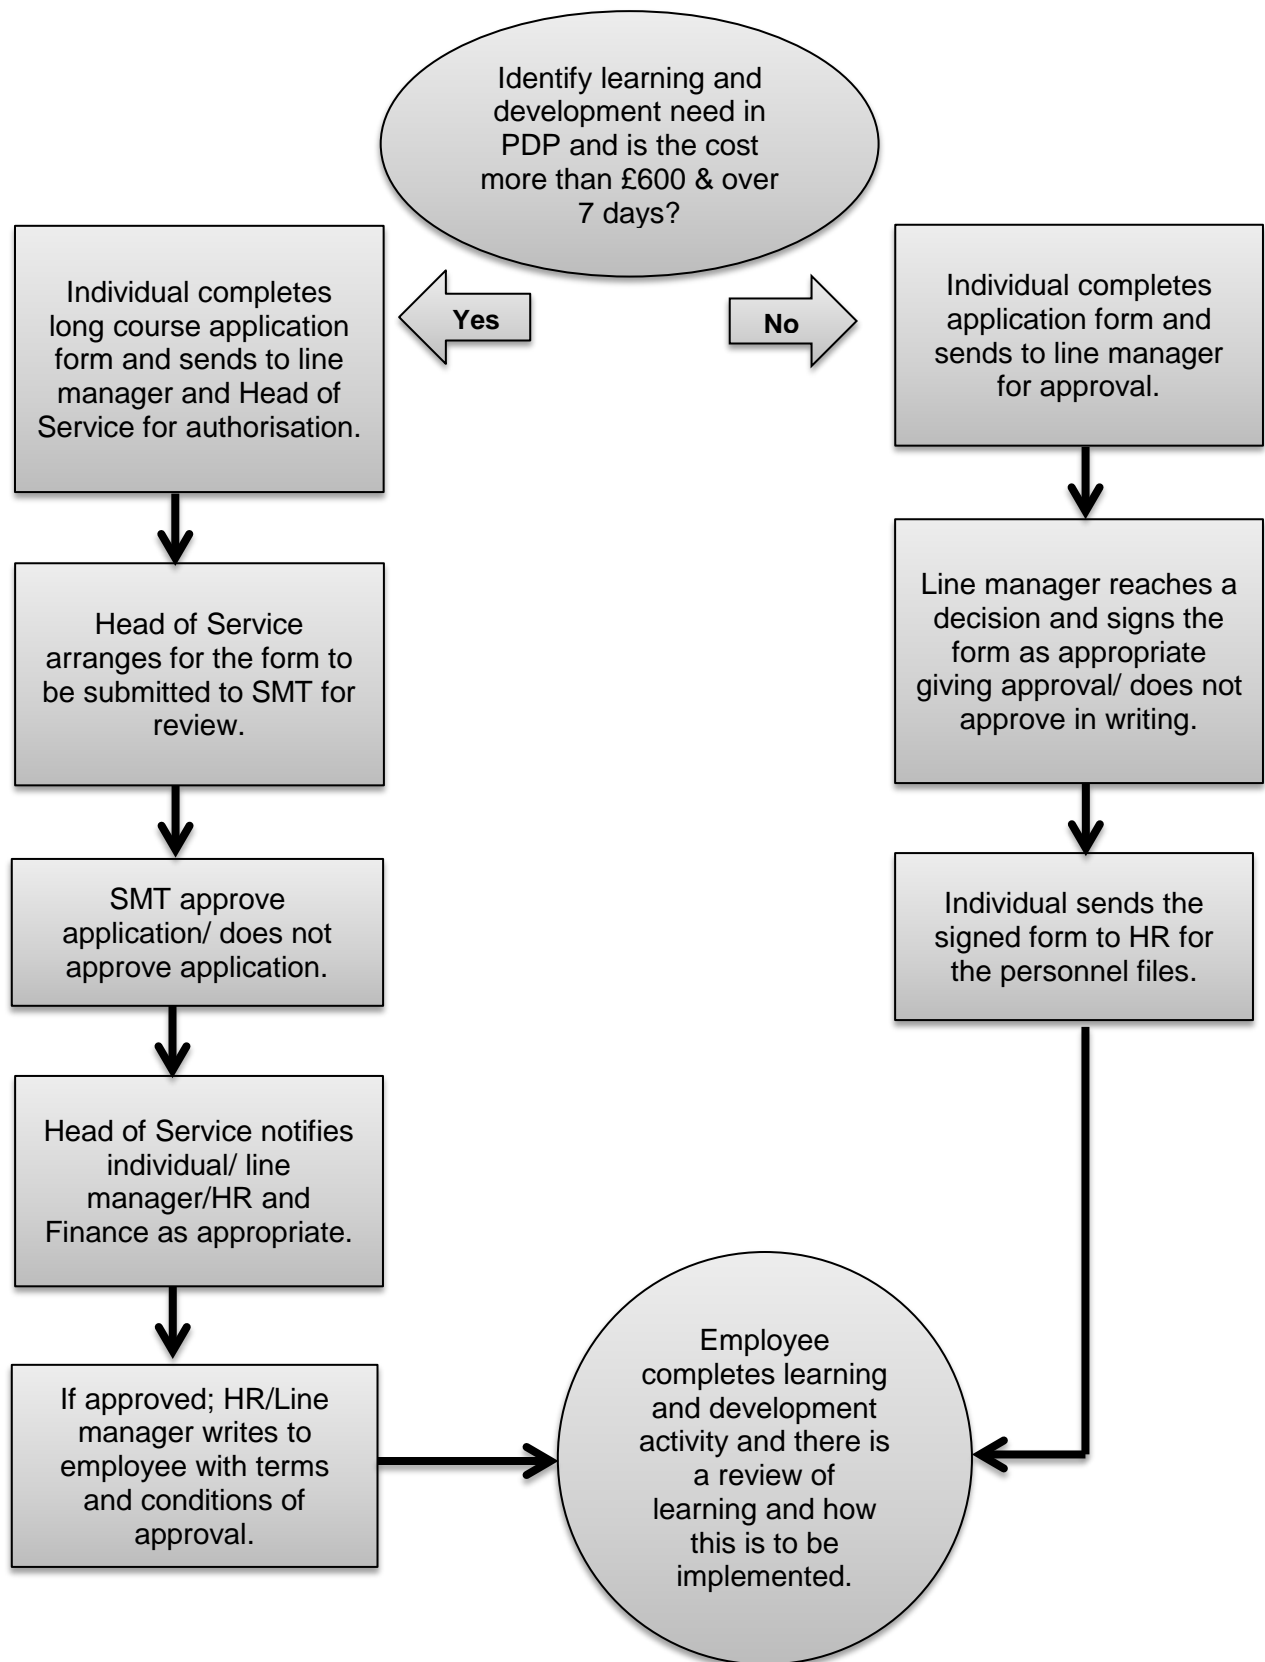 Identify learning and
development need in
PDP and is the cost
more than £600 & over
7 days?
Yes
No
Individual completes
long course application
form and sends to line
manager and Head of
Service for authorisation.
Head of Service
arranges for the form to
be submitted to SMT for
review.
SMT approve
application/ does not
approve application.
Head of Service notifies
individual/ line
manager/HR and
Finance as appropriate.
If approved; HR/Line
manager writes to
employee with terms
and conditions of
approval.
Individual completes
application form and
sends to line manager
for approval.
Line manager reaches a
decision and signs the
form as appropriate
giving approval/ does not
approve in writing.
Individual sends the
signed form to HR for
the personnel files.
Employee
completes learning
and development
activity and there is
a review of
learning and how
this is to be
implemented.